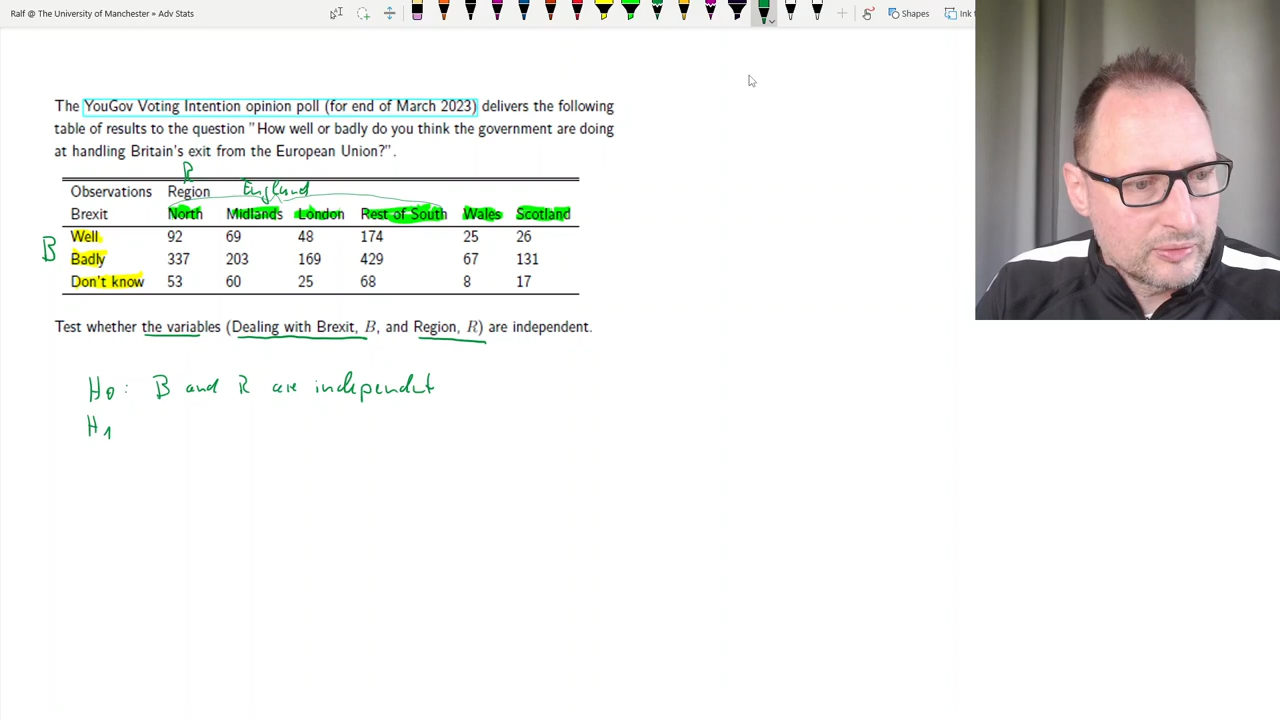 Ralf @ The University of Manchester » Adv Stats
Shapes
Ink t
The YouGov Voting Intention opinion poll (for end of March 2023) delivers the following
table of results to the question "How well or badly do you think the government are doing
at handling Britain's exit from the European Union?".
R
Observations Region England
Brexit North Midlands London Rest of South Wales Scotland
B
Well 92 69 48 174 25 26
Badly 337 203 169 429 67 131
Don't know 53 60 25 68 8 17
Test whether the variables (Dealing with Brexit, B, and Region, R) are independent.
H0: B and R are independent
H1